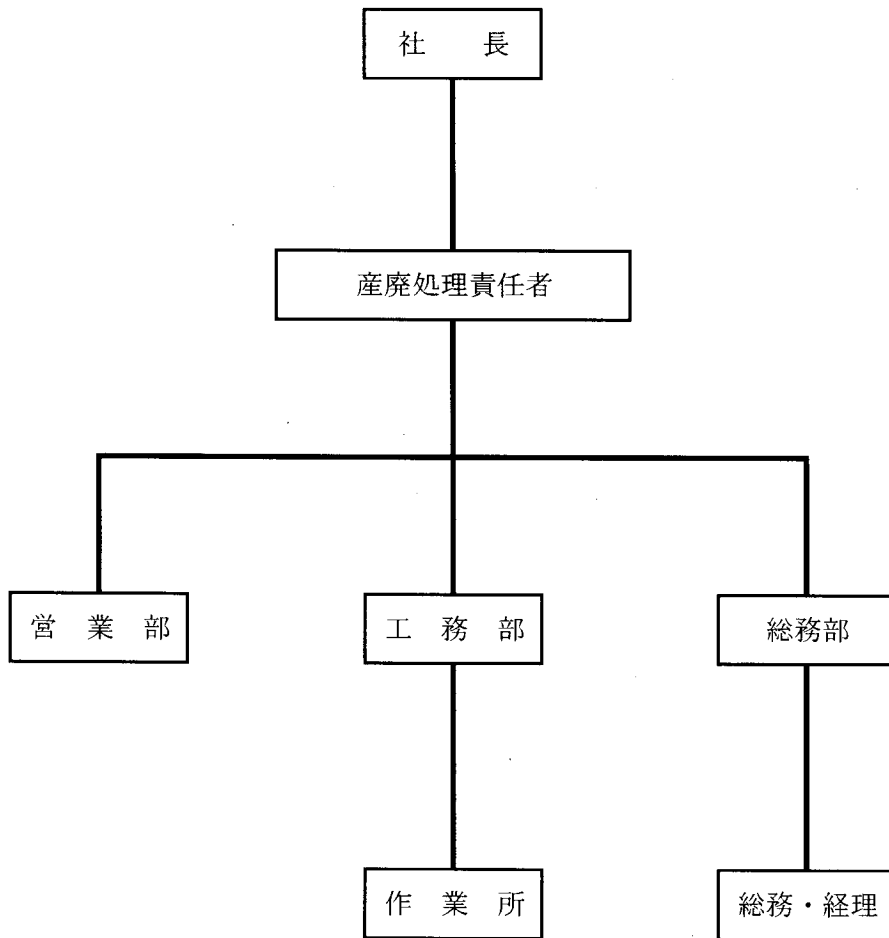 社　長
産廃処理責任者
営　業　部
工　務　部
総務部
作　業　所
総務・経理